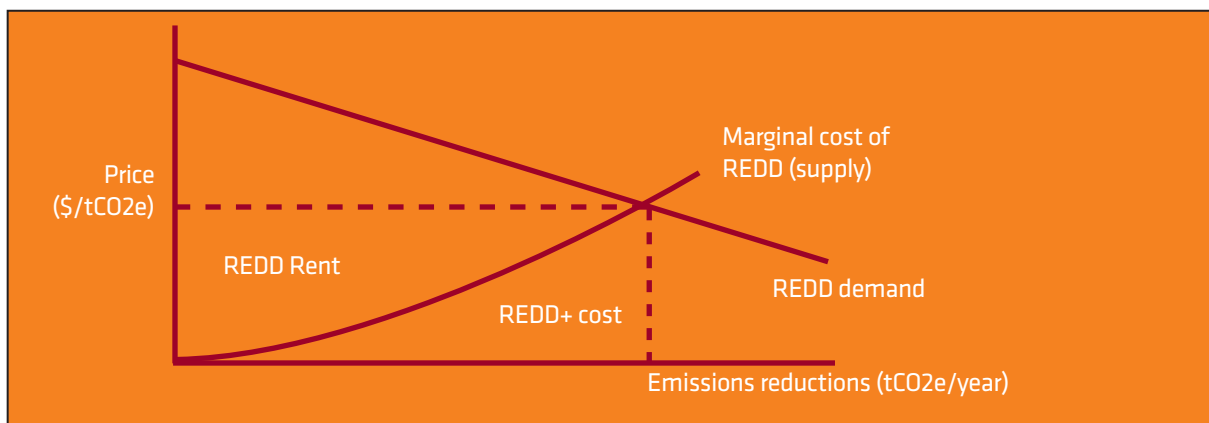 Marginal cost of
REDD (supply)
Price
($/tCO2e)
REDD Rent
REDD demand
REDD+ cost
Emissions reductions (tCO2e/year)